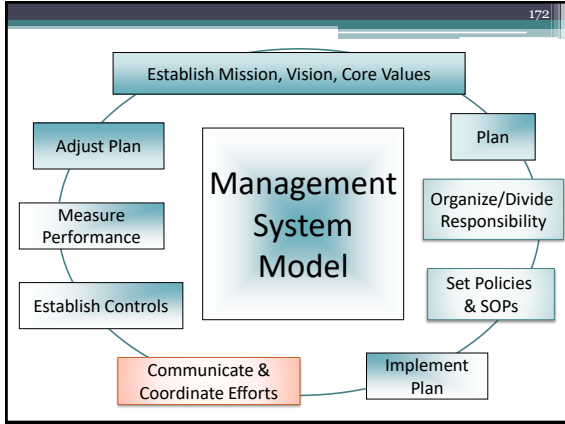 172
Establish Mission, Vision, Core Values
Plan
Organize/Divide
Responsibility
Set Policies
& SOPs
Implement
Plan
Communicate &
Coordinate Efforts
Establish Controls
Measure
Performance
Adjust Plan
Management
System
Model